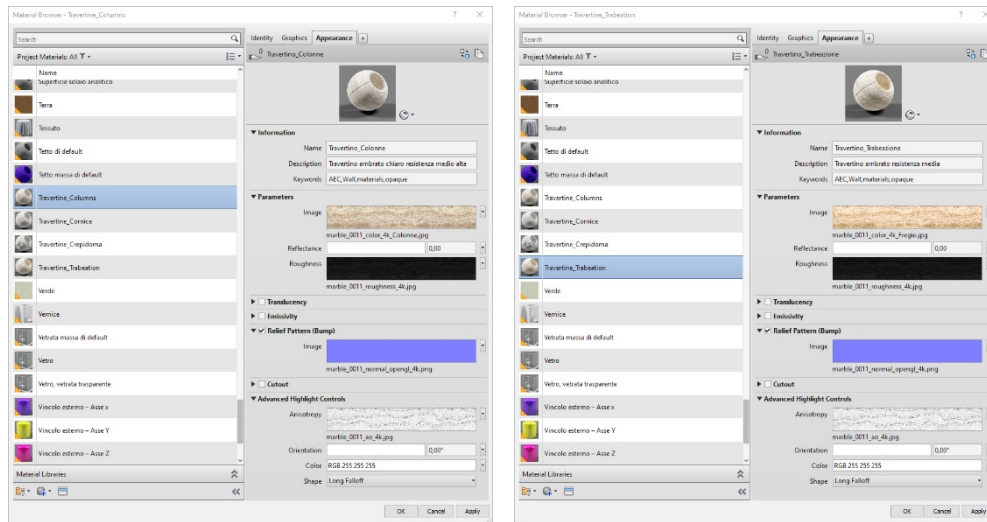 Material Browser - Travertine_Columns
? ×
Search
Project Materials: All
Name
Superficie solaio analitico
Terra
Tessuto
Tetto di default
Tetto massa di default
Travertine_Columns
Travertine_Cornice
Travertine_Crepidoma
Travertine_Trabeation
Verde
Vernice
Vetrata massa di default
Vetro
Vetro, vetrata trasparente
Vincolo esterno – Asse x
Vincolo esterno – Asse Y
Vincolo esterno – Asse Z
Material Libraries
Identity Graphics Appearance +
0 Travertino_Colonne
Information
Name Travertino_Colonne
Description Travertino ambrato chiaro resistenza medio alta
Keywords AEC,Wall,materials,opaque
Parameters
Image
marble_0011_color_4k_Colonne.jpg
Reflectance 0,00
Roughness
marble_0011_roughness_4k.jpg
Translucency
Emissivity
Relief Pattern (Bump)
Image
marble_0011_normal_opengl_4k.png
Cutout
Advanced Highlight Controls
Anisotropy
marble_0011_ao_4k.jpg
Orientation 0,00°
Color RGB 255 255 255
Shape Long Falloff
OK Cancel Apply
Material Browser - Travertine_Trabeation
? ×
Search
Project Materials: All
Name
Superficie solaio analitico
Terra
Tessuto
Tetto di default
Tetto massa di default
Travertine_Columns
Travertine_Cornice
Travertine_Crepidoma
Travertine_Trabeation
Verde
Vernice
Vetrata massa di default
Vetro
Vetro, vetrata trasparente
Vincolo esterno – Asse x
Vincolo esterno – Asse Y
Vincolo esterno – Asse Z
Material Libraries
Identity Graphics Appearance +
0 Travertino_Trabeazione
Information
Name Travertino_Trabeazione
Description Travertino ambrato resistenza media
Keywords AEC,Wall,materials,opaque
Parameters
Image
marble_0011_color_4k_Fregio.jpg
Reflectance 0,00
Roughness
marble_0011_roughness_4k.jpg
Translucency
Emissivity
Relief Pattern (Bump)
Image
marble_0011_normal_opengl_4k.png
Cutout
Advanced Highlight Controls
Anisotropy
marble_0011_ao_4k.jpg
Orientation 0,00°
Color RGB 255 255 255
Shape Long Falloff
OK Cancel Apply